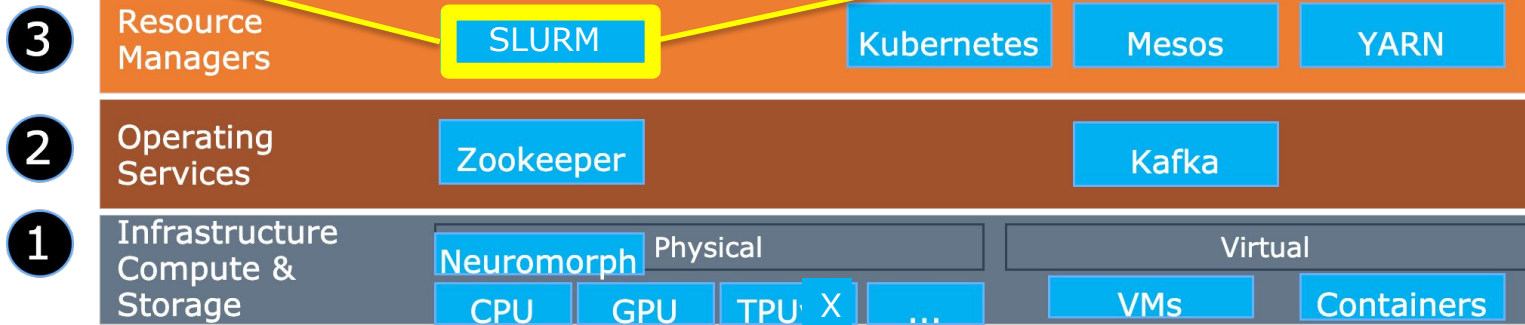 3
Resource
Managers
SLURM
Kubernetes
Mesos
YARN
2
Operating
Services
Zookeeper
Kafka
1
Infrastructure
Compute &
Storage
Neuromorph
Physical
Virtual
CPU
GPU
TPU
X
...
VMs
Containers